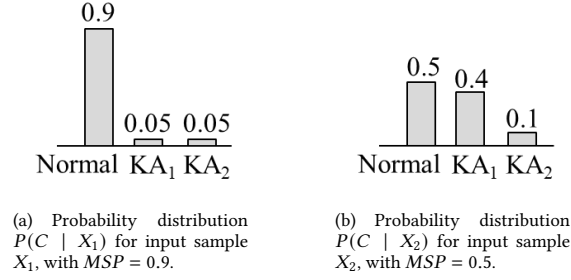 0.9
0.05 0.05
Normal KA₁ KA₂
(a) Probability distribution
P(C | X₁) for input sample
X₁, with MSP = 0.9.
0.5
0.4
0.1
Normal KA₁ KA₂
(b) Probability distribution
P(C | X₂) for input sample
X₂, with MSP = 0.5.